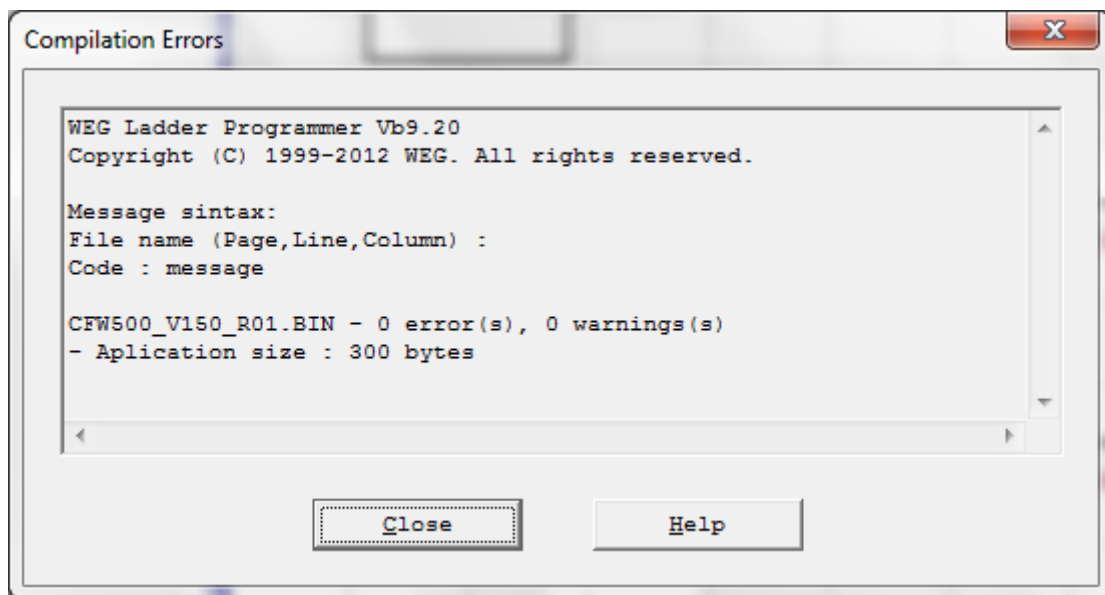 Compilation Errors
WEG Ladder Programmer Vb9.20
Copyright (C) 1999-2012 WEG. All rights reserved.
Message sintax:
File name (Page,Line,Column) :
Code : message
CFW500_V150_R01.BIN - 0 error(s), 0 warnings(s)
- Aplication size : 300 bytes
Close
Help